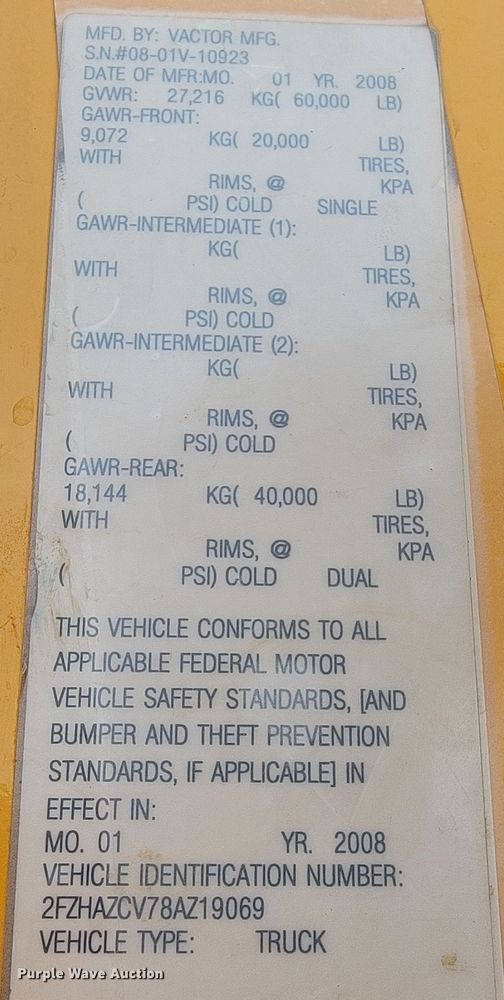 MFD. BY: VACTOR MFG.
S.N.#08-01V-10923
DATE OF MFR:MO. 01 YR. 2008
GVWR: 27,216 KG( 60,000 LB)
GAWR-FRONT:
9,072 KG( 20,000 LB)
WITH TIRES,
RIMS, @ KPA
( PSI) COLD SINGLE
GAWR-INTERMEDIATE (1):
KG( LB)
WITH TIRES,
RIMS, @ KPA
( PSI) COLD
GAWR-INTERMEDIATE (2):
KG( LB)
WITH TIRES,
RIMS, @ KPA
( PSI) COLD
GAWR-REAR:
18,144 KG( 40,000 LB)
WITH TIRES,
RIMS, @ KPA
( PSI) COLD DUAL
THIS VEHICLE CONFORMS TO ALL
APPLICABLE FEDERAL MOTOR
VEHICLE SAFETY STANDARDS, [AND
BUMPER AND THEFT PREVENTION
STANDARDS, IF APPLICABLE] IN
EFFECT IN:
MO. 01 YR. 2008
VEHICLE IDENTIFICATION NUMBER:
2FZHAZCV78AZ19069
VEHICLE TYPE: TRUCK
Purple Wave Auction